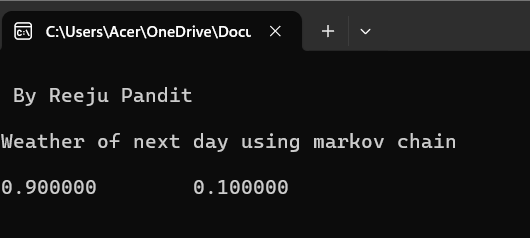 C:\Users\Acer\OneDrive\Docu
By Reeju Pandit
Weather of next day using markov chain
0.900000        0.100000